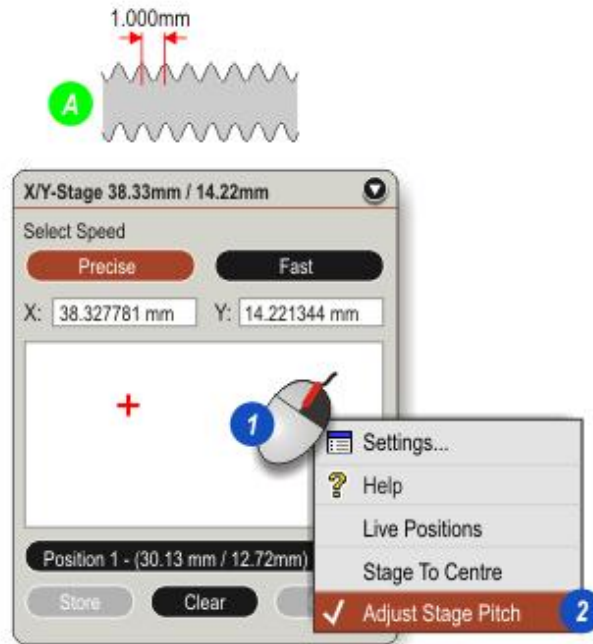 1.000mm
A
X/Y-Stage 38.33mm / 14.22mm
Select Speed
Precise Fast
X: 38.327781 mm Y: 14.221344 mm
1
Settings...
Help
Live Positions
Position 1 - (30.13 mm / 12.72mm)
Stage To Centre
Store Clear
Adjust Stage Pitch 2